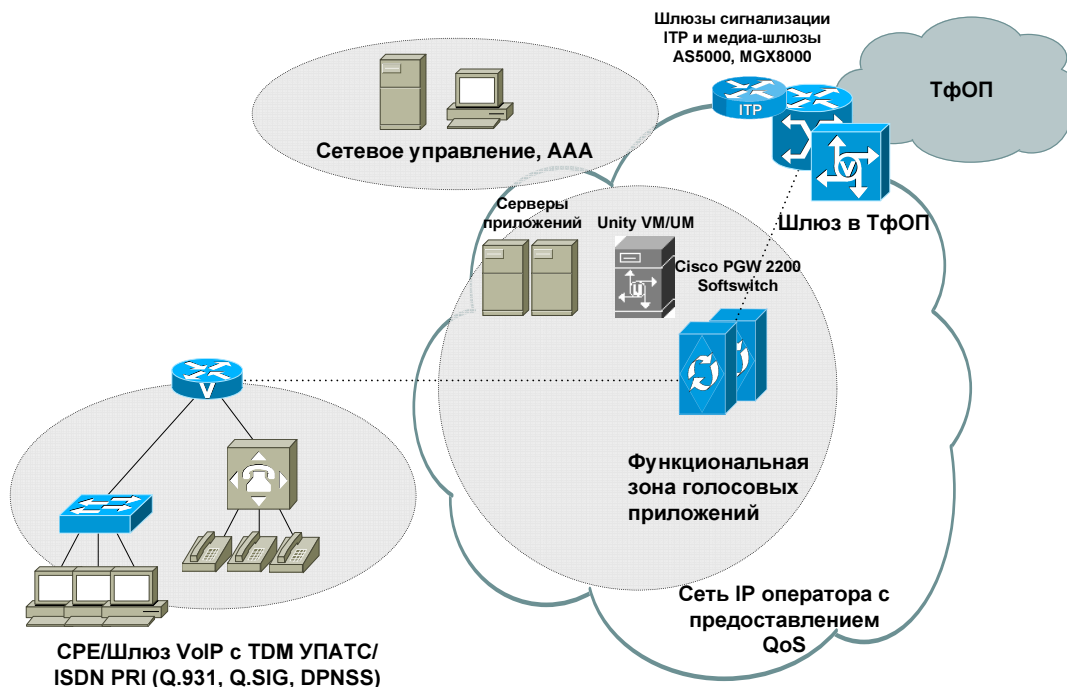 Шлюзы сигнализации
ITP и медиа-шлюзы
AS5000, MGX8000
ТфОП
ITP
V
Шлюз в ТфОП
Сетевое управление, ААА
Серверы
приложений
Unity VM/UM
U
Cisco PGW 2200
Softswitch
V
Функциональная
зона голосовых
приложений
Сеть IP оператора с
предоставлением
QoS
CPE/Шлюз VoIP с TDM УПАТС/
ISDN PRI (Q.931, Q.SIG, DPNSS)